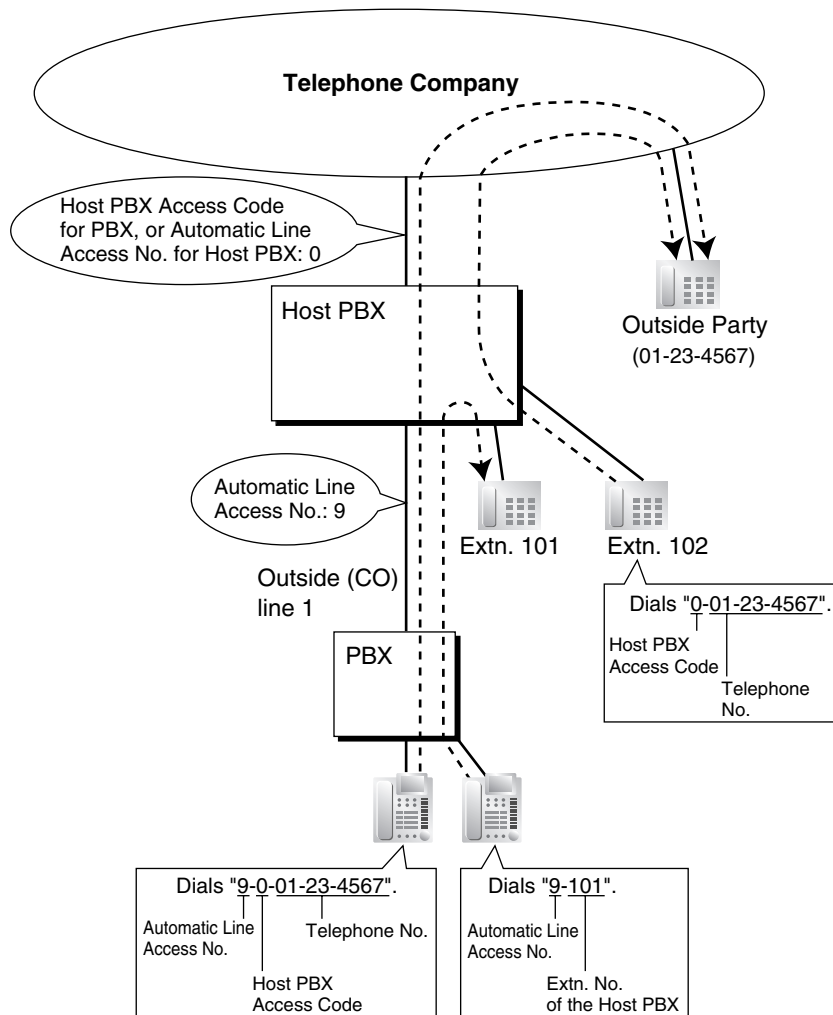 Telephone Company
Host PBX Access Code
for PBX, or Automatic Line
Access No. for Host PBX: 0
Host PBX
Outside Party
(01-23-4567)
Automatic Line
Access No.: 9
Extn. 101
Extn. 102
Outside (CO)
line 1
Dials "0-01-23-4567".
Host PBX
Access Code
Telephone
No.
PBX
Dials "9-0-01-23-4567".
Automatic Line
Access No.
Telephone No.
Host PBX
Access Code
Dials "9-101".
Automatic Line
Access No.
Extn. No.
of the Host PBX